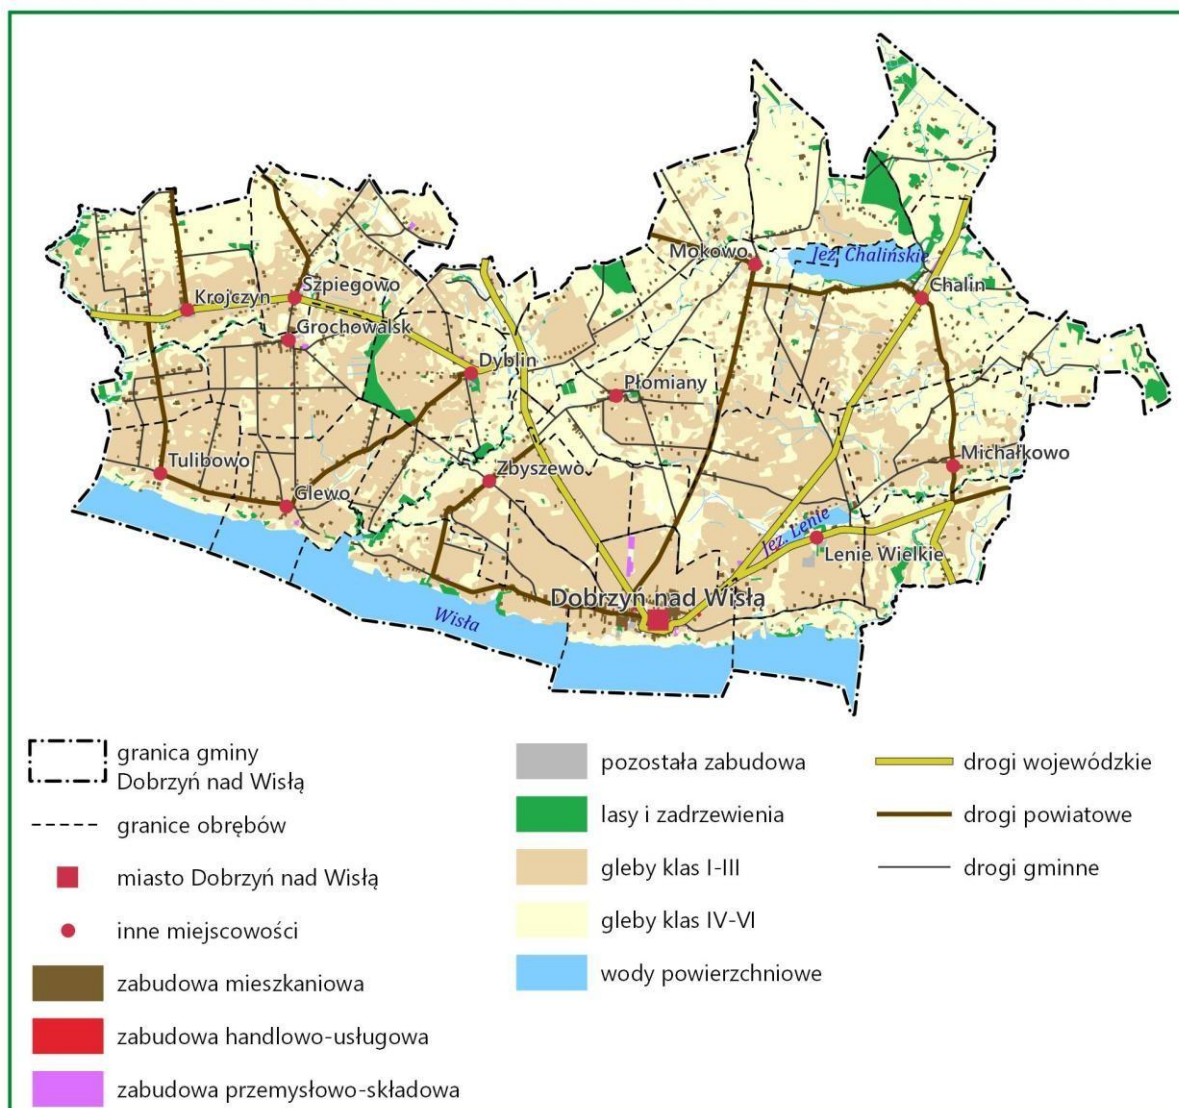 Mokowo
Jez. Chalińskie
Chalin
Krojczyn
Szpiegowo
Grochowalsk
Dyblin
Płomiany
Michałkowo
Tulibowo
Glewo
Zbyszewo
Jez. Lenie
Lenie Wielkie
Dobrzyń nad Wisłą
Wisła
granica gminy
Dobrzyń nad Wisłą
granice obrębów
miasto Dobrzyń nad Wisłą
inne miejscowości
zabudowa mieszkaniowa
zabudowa handlowo-usługowa
zabudowa przemysłowo-składowa
pozostała zabudowa
lasy i zadrzewienia
gleby klas I-III
gleby klas IV-VI
wody powierzchniowe
drogi wojewódzkie
drogi powiatowe
drogi gminne